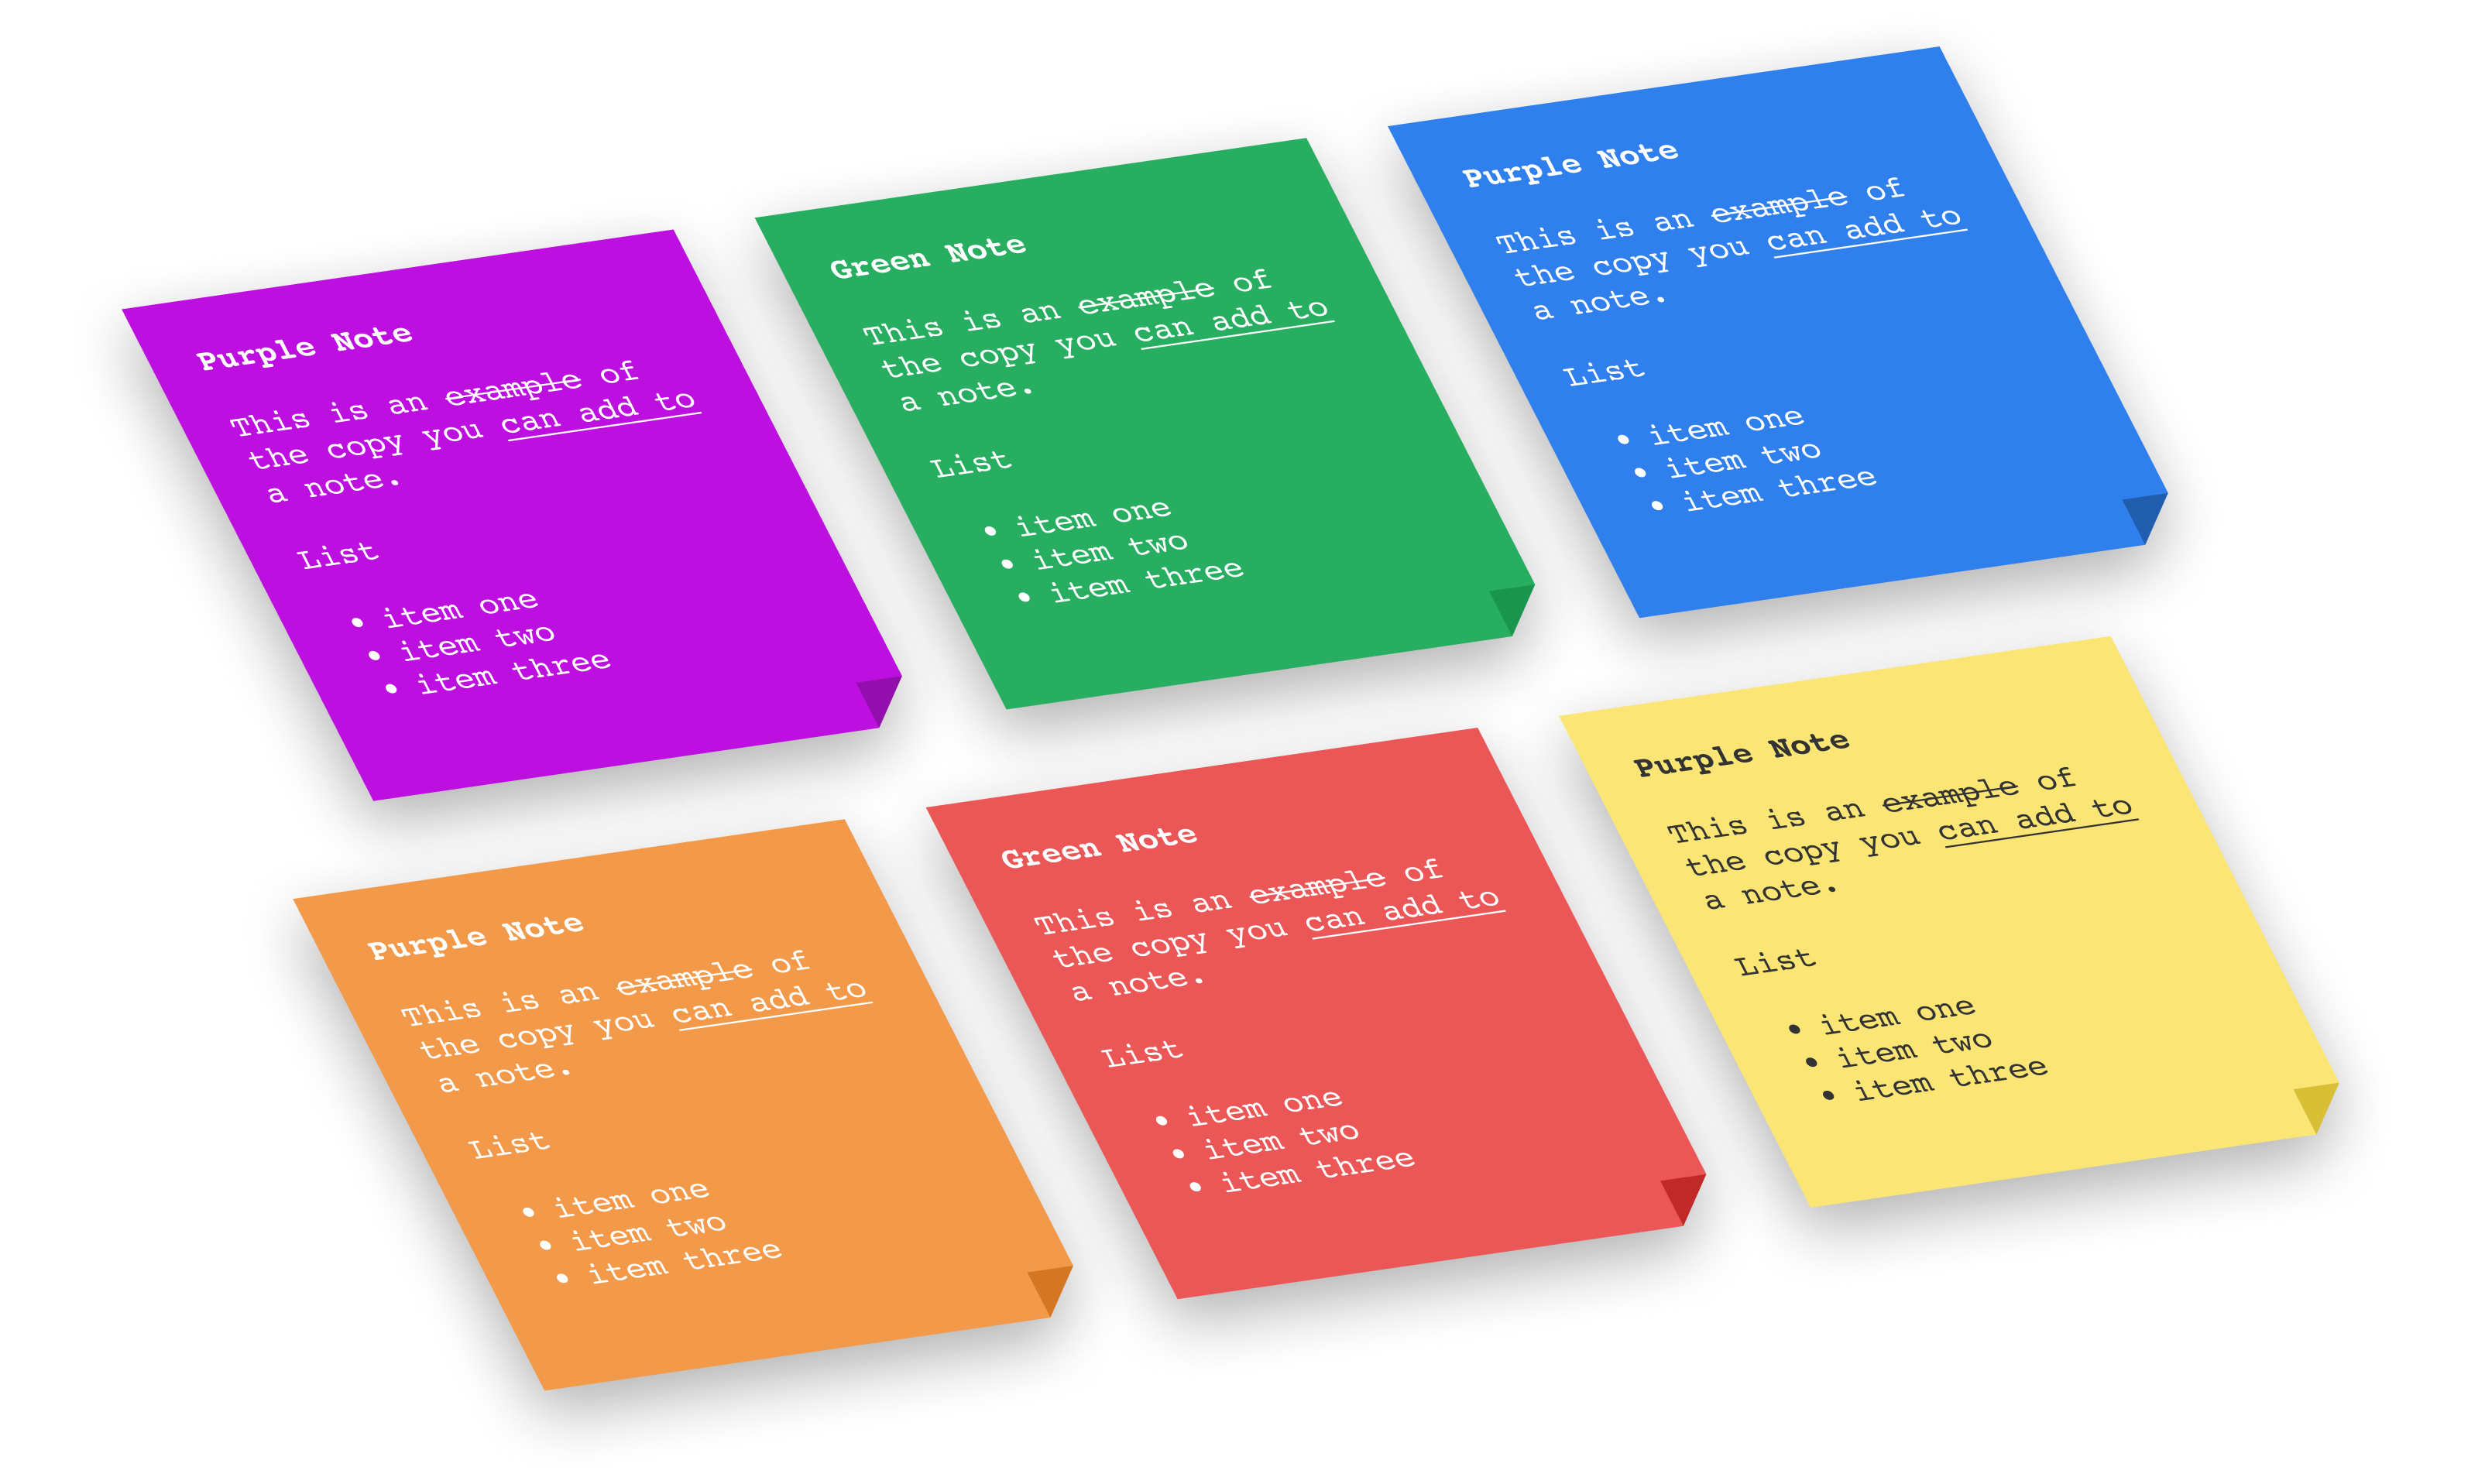 Purple Note
This is an example of
the copy you can add to
a note.
List
• item one
• item two
• item three
Green Note
This is an example of
the copy you can add to
a note.
List
• item one
• item two
• item three
Purple Note
This is an example of
the copy you can add to
a note.
List
• item one
• item two
• item three
Purple Note
This is an example of
the copy you can add to
a note.
List
• item one
• item two
• item three
Green Note
This is an example of
the copy you can add to
a note.
List
• item one
• item two
• item three
Purple Note
This is an example of
the copy you can add to
a note.
List
• item one
• item two
• item three